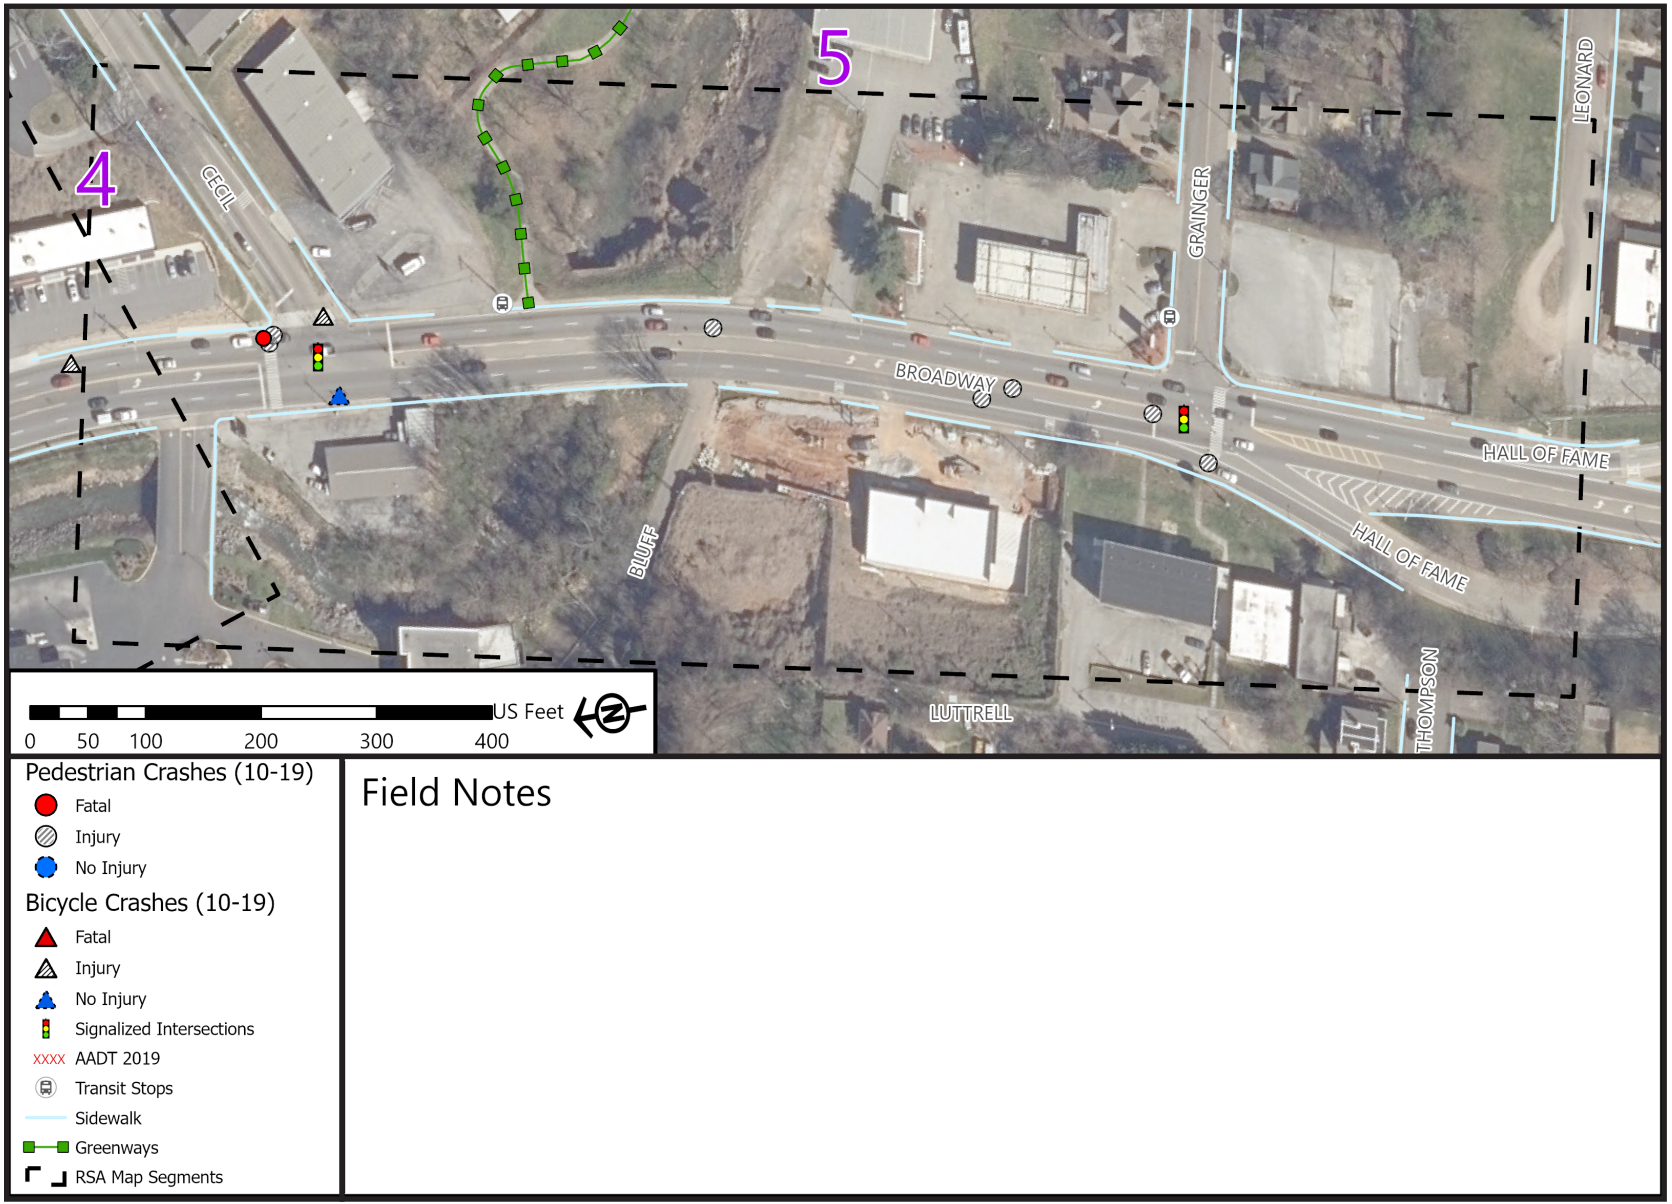 5
LEONARD
4
CECIL
GRAINGER
BROADWAY
HALL OF FAME
HALL OF FAME
BLUFF
THOMPSON
LUTTRELL
US Feet
N
0 50 100 200 300 400
Pedestrian Crashes (10-19)
Fatal
Injury
No Injury
Bicycle Crashes (10-19)
Fatal
Injury
No Injury
Signalized Intersections
XXXX AADT 2019
Transit Stops
Sidewalk
Greenways
RSA Map Segments
Field Notes